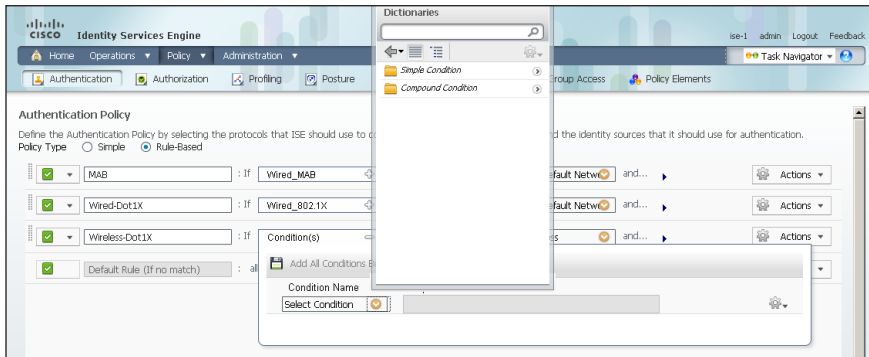 Dictionaries
CISCO Identity Services Engine
ise-1 admin Logout Feedback
Home Operations Policy Administration
Task Navigator
Simple Condition
Compound Condition
Authentication Authorization Profiling Posture Group Access Policy Elements
Authentication Policy
Define the Authentication Policy by selecting the protocols that ISE should use to d the identity sources that it should use for authentication.
Policy Type Simple Rule-Based
MAB : If Wired_MAB fault Netw and... Actions
Wired-Dot1X : If Wired_802.1X fault Netw and... Actions
Wireless-Dot1X : If Condition(s) ss and... Actions
Default Rule (If no match) : al
Add All Conditions B
Condition Name
Select Condition